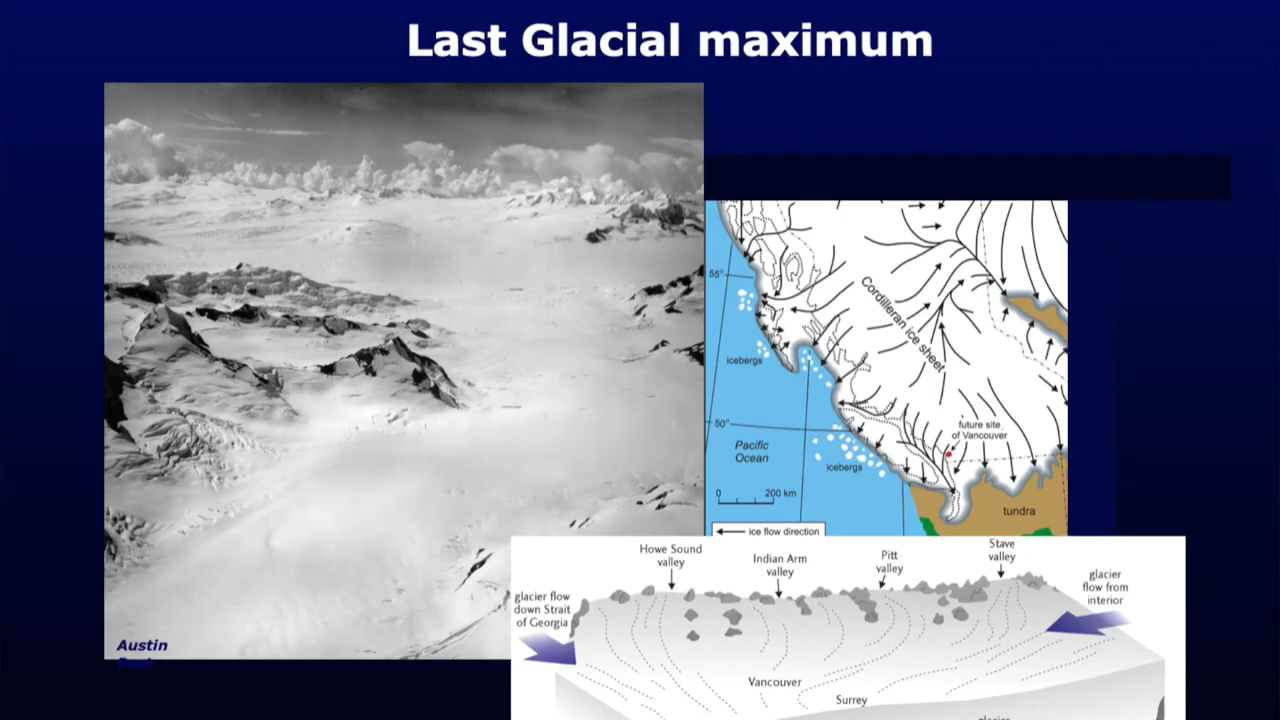 Last Glacial maximum
55°
Cordilleran ice sheet
icebergs
future site
of Vancouver
50°
Pacific
Ocean
icebergs
0 200 km
tundra
ice flow direction
Howe Sound
valley
Indian Arm
valley
Pitt
valley
Stave
valley
glacier flow
down Strait
of Georgia
glacier
flow from
interior
Vancouver
Surrey
Austin
Post